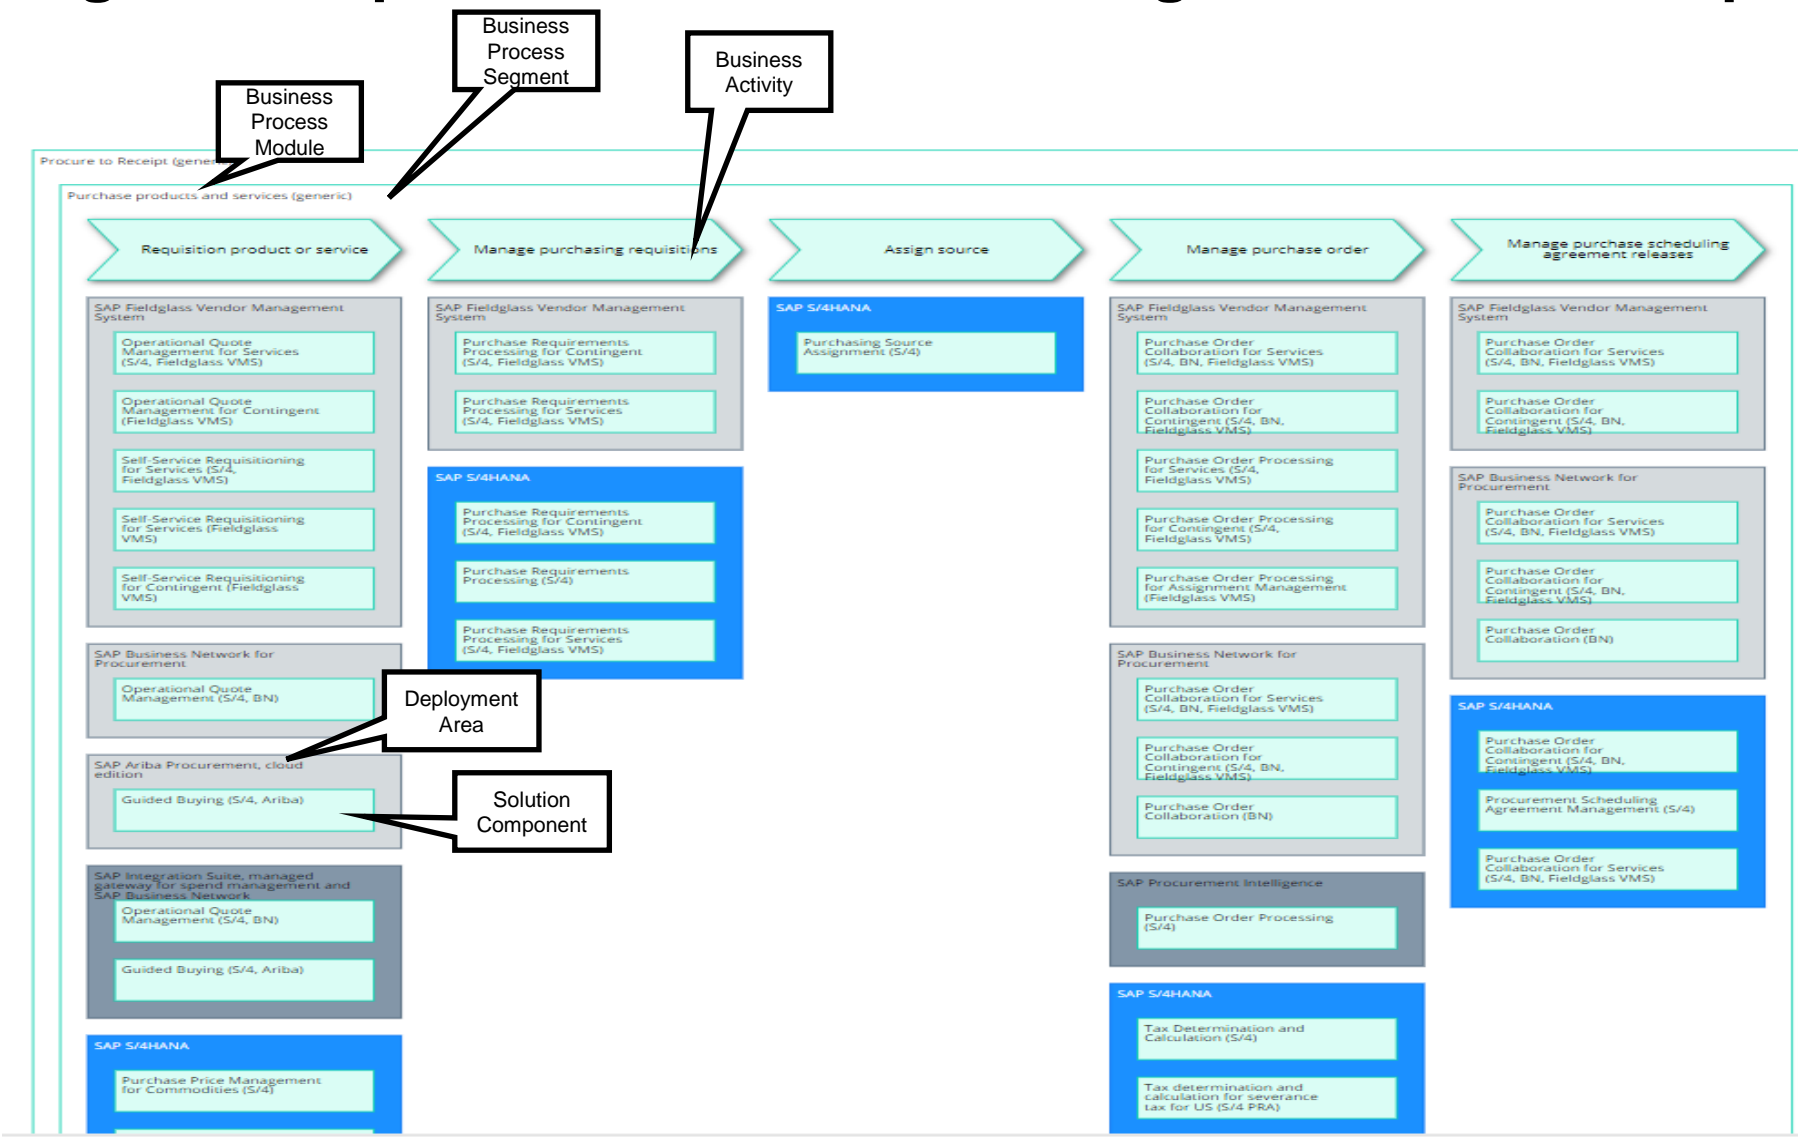 Business
Process
Segment
Business
Activity
Business
Process
Module
Procure to Receipt
Purchase products and services (generic)
Requisition product or service
Manage purchasing requisitions
Assign source
Manage purchase order
Manage purchase scheduling
agreement releases
SAP Fieldglass Vendor Management
System
Operational Quote
Management for Services
(S/4, Fieldglass VMS)
Operational Quote
Management for Contingent
(Fieldglass VMS)
Self-Service Requisitioning
for Services (S/4,
Fieldglass VMS)
Self-Service Requisitioning
for Services (Fieldglass
VMS)
Self-Service Requisitioning
for Contingent (Fieldglass
VMS)
SAP Business Network for
Procurement
Operational Quote
Management (S/4, BN)
SAP Ariba Procurement, cloud
edition
Guided Buying (S/4, Ariba)
SAP Integration Suite, managed
gateway for spend management and
SAP Business Network
Operational Quote
Management (S/4, BN)
Guided Buying (S/4, Ariba)
SAP S/4HANA
Purchase Price Management
for Commodities (S/4)
SAP Fieldglass Vendor Management
System
Purchase Requirements
Processing for Contingent
(S/4, Fieldglass VMS)
Purchase Requirements
Processing for Services
(S/4, Fieldglass VMS)
SAP S/4HANA
Purchase Requirements
Processing for Contingent
(S/4, Fieldglass VMS)
Purchase Requirements
Processing (S/4)
Purchase Requirements
Processing for Services
(S/4, Fieldglass VMS)
Deployment
Area
Solution
Component
SAP S/4HANA
Purchasing Source
Assignment (S/4)
SAP Fieldglass Vendor Management
System
Purchase Order
Collaboration for Services
(S/4, BN, Fieldglass VMS)
Purchase Order
Collaboration for
Contingent (S/4, BN,
Fieldglass VMS)
Purchase Order Processing
for Services (S/4,
Fieldglass VMS)
Purchase Order Processing
for Contingent (S/4,
Fieldglass VMS)
Purchase Order Processing
for Assignment Management
(Fieldglass VMS)
SAP Business Network for
Procurement
Purchase Order
Collaboration for Services
(S/4, BN, Fieldglass VMS)
Purchase Order
Collaboration for
Contingent (S/4, BN,
Fieldglass VMS)
Purchase Order
Collaboration (BN)
SAP Procurement Intelligence
Purchase Order Processing
(S/4)
SAP S/4HANA
Tax Determination and
Calculation (S/4)
Tax determination and
calculation for severance
tax for US (S/4 PRA)
SAP Fieldglass Vendor Management
System
Purchase Order
Collaboration for Services
(S/4, BN, Fieldglass VMS)
Purchase Order
Collaboration for
Contingent (S/4, BN,
Fieldglass VMS)
SAP Business Network for
Procurement
Purchase Order
Collaboration for Services
(S/4, BN, Fieldglass VMS)
Purchase Order
Collaboration for
Contingent (S/4, BN,
Fieldglass VMS)
Purchase Order
Collaboration (BN)
SAP S/4HANA
Purchase Order
Collaboration for
Contingent (S/4, BN,
Fieldglass VMS)
Procurement Scheduling
Agreement Management (S/4)
Purchase Order
Collaboration for Services
(S/4, BN, Fieldglass VMS)